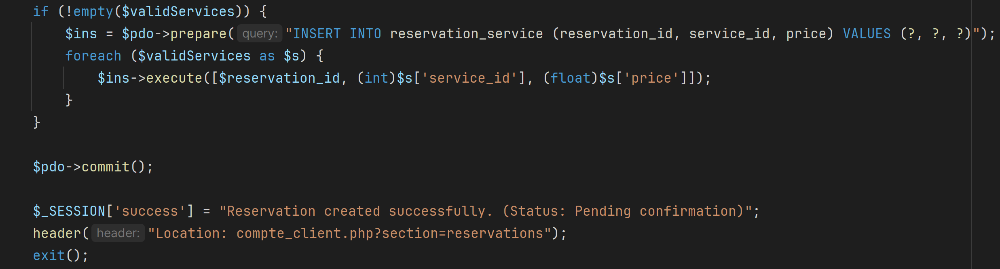 if (!empty($validServices)) {
    $ins = $pdo->prepare( query: "INSERT INTO reservation_service (reservation_id, service_id, price) VALUES (?, ?, ?)");
    foreach ($validServices as $s) {
        $ins->execute([$reservation_id, (int)$s['service_id'], (float)$s['price']]);
    }
}
$pdo->commit();
$_SESSION['success'] = "Reservation created successfully. (Status: Pending confirmation)";
header( header: "Location: compte_client.php?section=reservations");
exit();